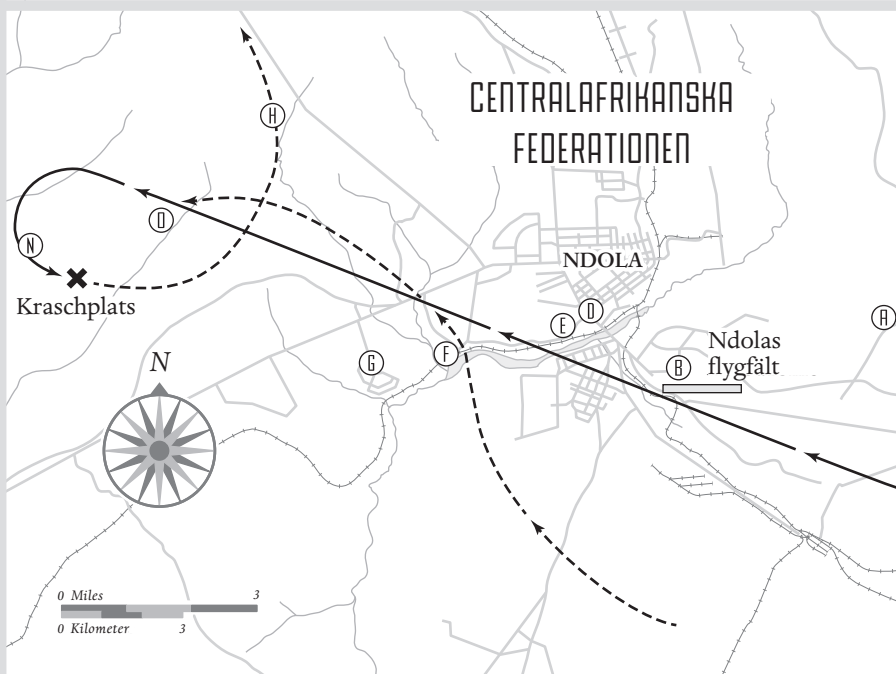 CENTRALAFRIKANSKA
FEDERATIONEN
H
O
N
Kraschplats
NDOLA
D
E
A
F
G
B
Ndolas
flygfält
N
0 Miles 3
0 Kilometer 3